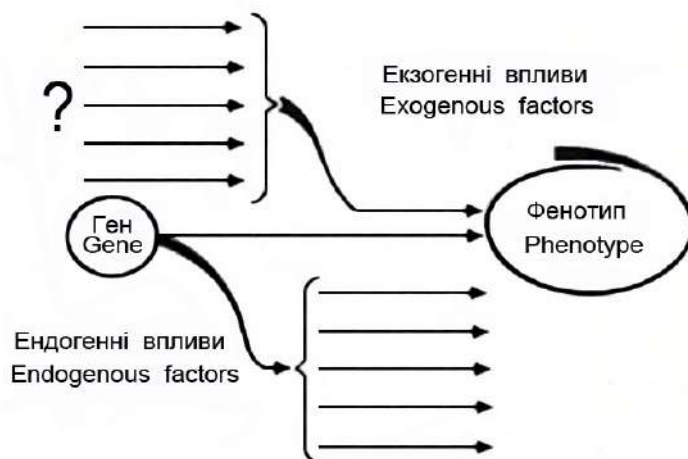 Екзогенні впливи
Exogenous factors
?
Ген
Gene
Фенотип
Phenotype
Ендогенні впливи
Endogenous factors